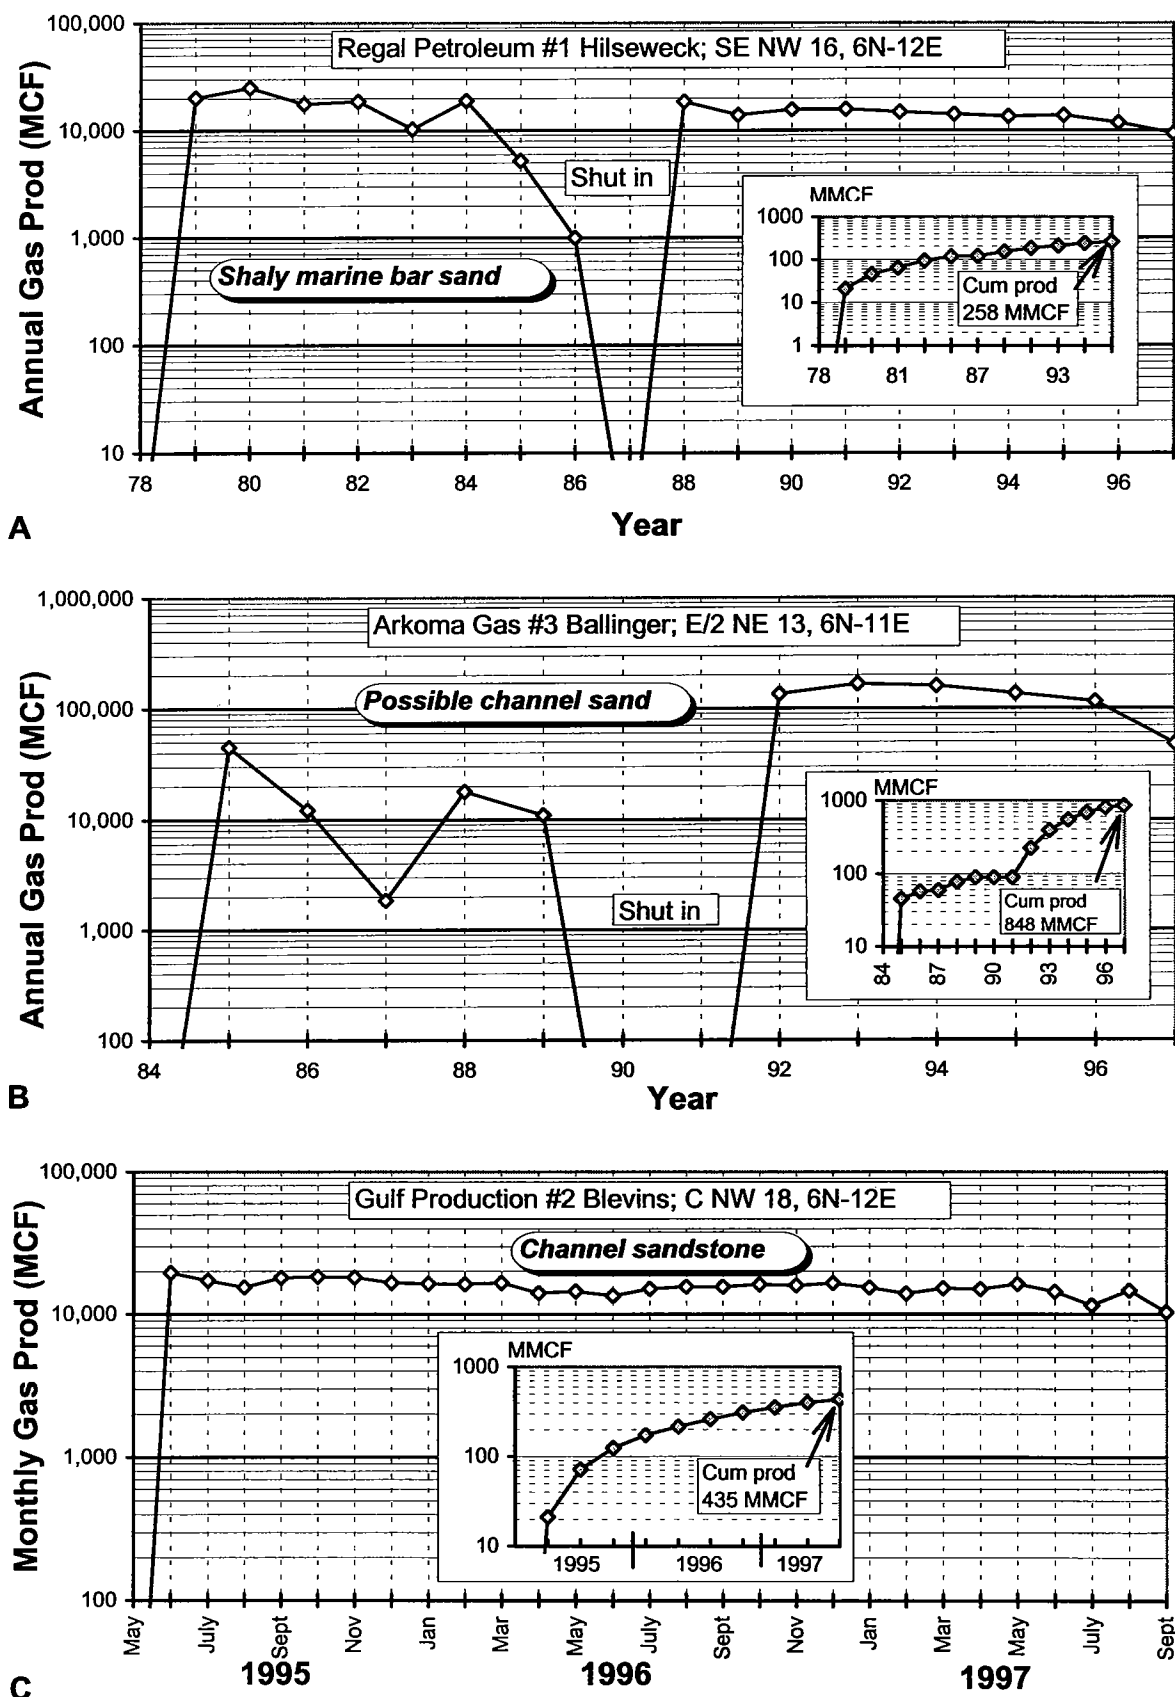 Regal Petroleum #1 Hilseweck; SE NW 16, 6N-12E
Annual Gas Prod (MCF)
100,000
10,000
1,000
100
10
Shut in
Shaly marine bar sand
MMCF
1000
100
10
1
Cum prod
258 MMCF
78 81 87 93
78 80 82 84 86 88 90 92 94 96
Year
A
Arkoma Gas #3 Ballinger; E/2 NE 13, 6N-11E
Annual Gas Prod (MCF)
1,000,000
100,000
10,000
1,000
100
Possible channel sand
Shut in
MMCF
1000
100
10
Cum prod
848 MMCF
84 87 90 93 96
84 86 88 90 92 94 96
Year
B
Gulf Production #2 Blevins; C NW 18, 6N-12E
Monthly Gas Prod (MCF)
100,000
10,000
1,000
100
Channel sandstone
MMCF
1000
100
10
Cum prod
435 MMCF
1995 1996 1997
May July Sept Nov Jan Mar May July Sept Nov Jan Mar May July Sept
1995 1996 1997
C